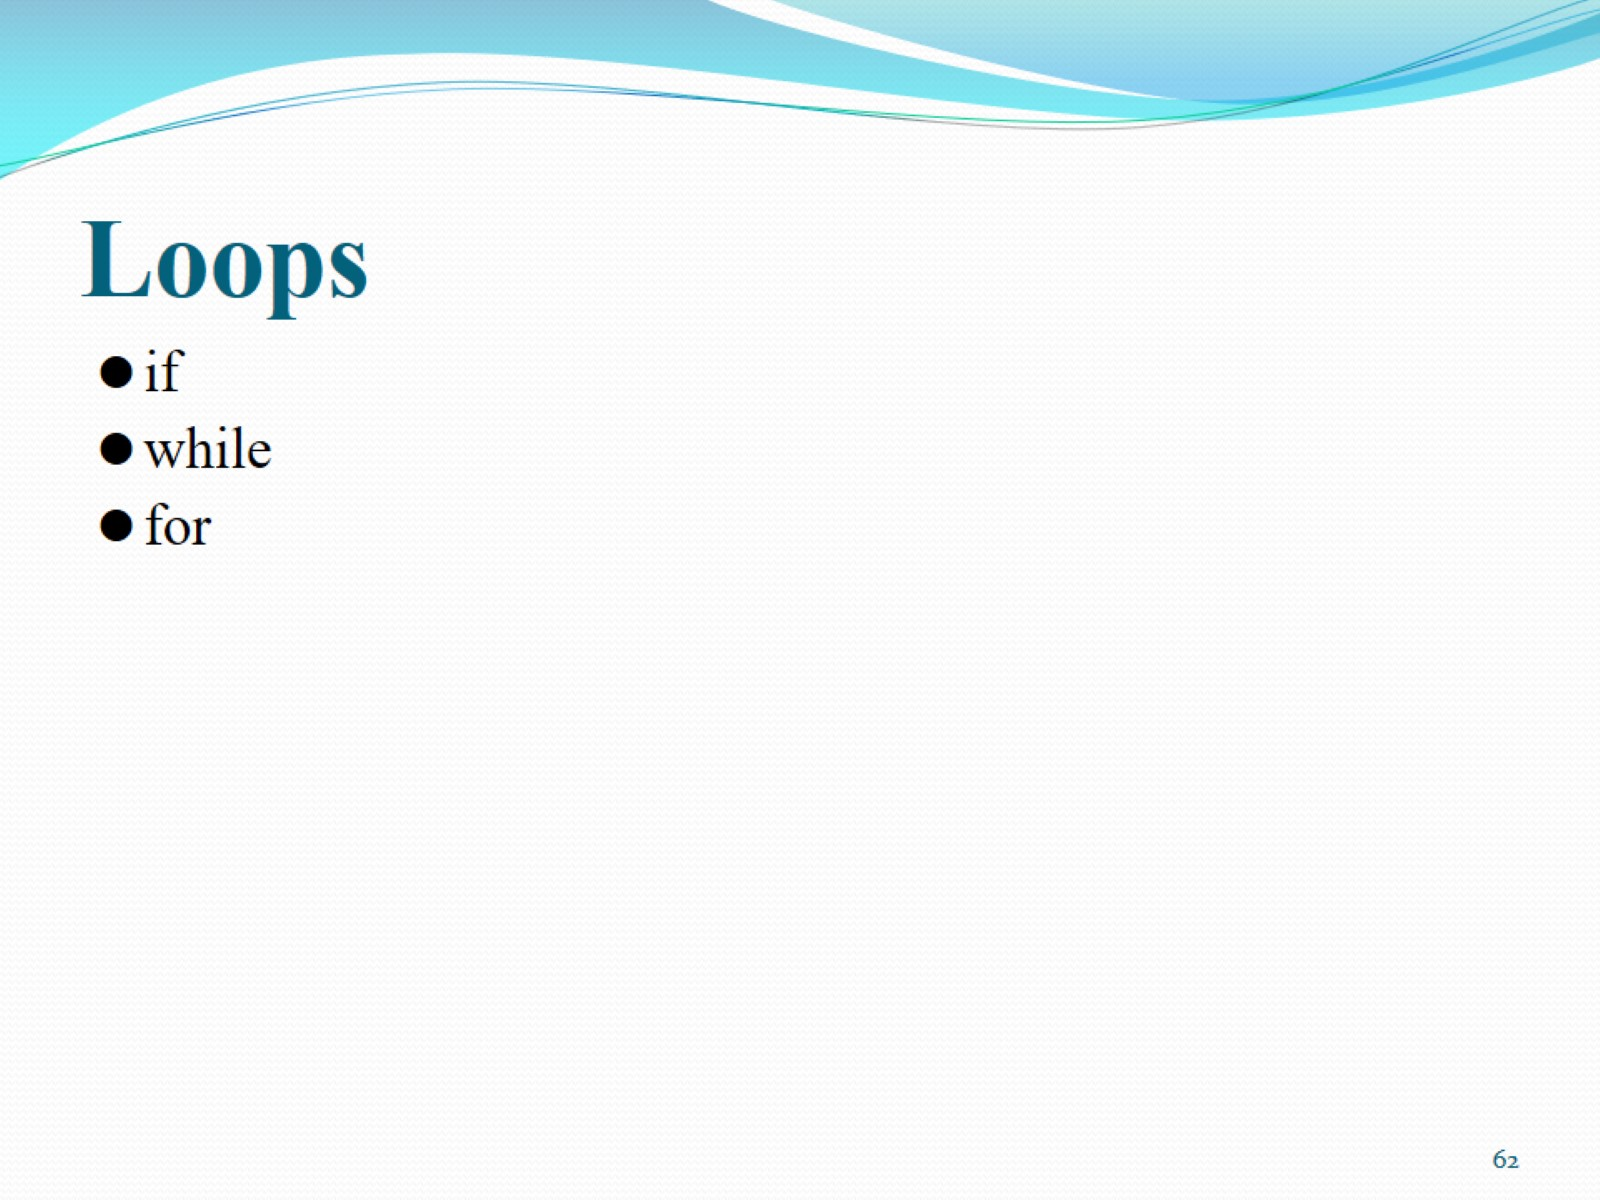 Loops
● if
● while
● for
62